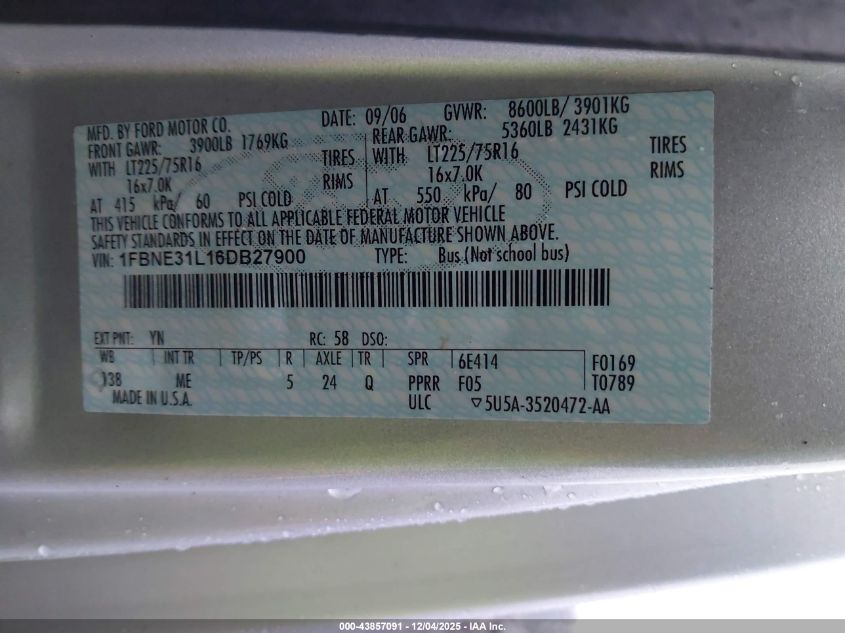 MFD. BY FORD MOTOR CO. DATE: 09/06 GVWR: 8600LB/ 3901KG
FRONT GAWR: 3900LB 1769KG REAR GAWR: 5360LB 2431KG
WITH LT225/75R16 TIRES WITH LT225/75R16 TIRES
16x7.0K RIMS 16x7.0K RIMS
AT 415 kPa/ 60 PSI COLD AT 550 kPa/ 80 PSI COLD
THIS VEHICLE CONFORMS TO ALL APPLICABLE FEDERAL MOTOR VEHICLE
SAFETY STANDARDS IN EFFECT ON THE DATE OF MANUFACTURE SHOWN ABOVE.
VIN: 1FBNE31L16DB27900 TYPE: Bus (Not school bus)
EXT PNT: YN RC: 58 DSO:
WB INT TR TP/PS R AXLE TR SPR 6E414 F0169
138 ME 5 24 Q PPRR F05 T0789
MADE IN U.S.A. ULC ▽5U5A-3520472-AA
000-43857091 - 12/04/2025 - IAA Inc.